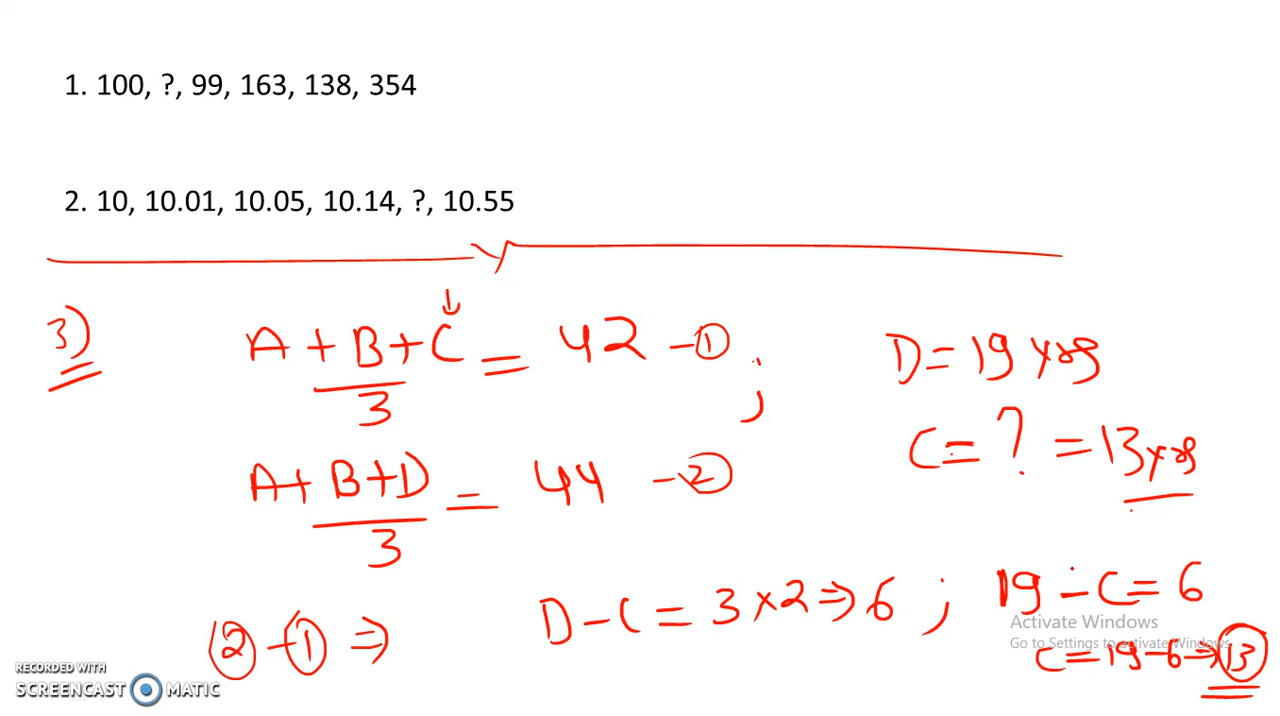 1. 100, ?, 99, 163, 138, 354
2. 10, 10.01, 10.05, 10.14, ?, 10.55
3)
A + B + C = 42 - ①
3
;
D = 19 yrs
C = ? = 13 yrs
A + B + D = 44 - ②
3
② - ① ⇒
D - C = 3 × 2 ⇒ 6 ;
19 - C = 6
C = 19 - 6 ⇒ 13
Activate Windows
Go to Settings to activate Windows.
RECORDED WITH
SCREENCAST MATIC